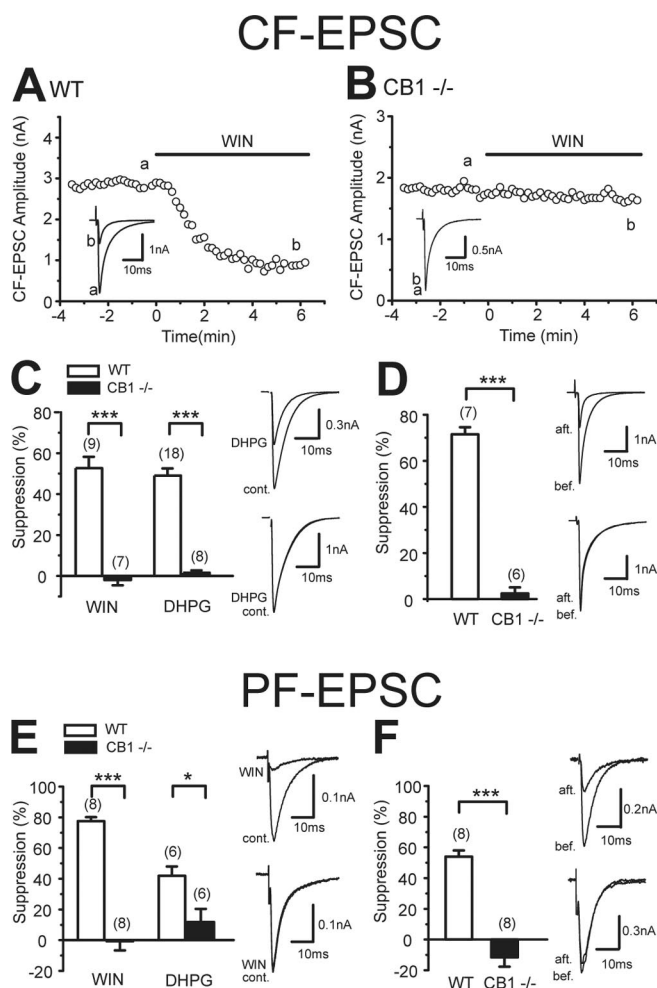 CF-EPSC
A WT
B CB1 -/-
WIN
a
b
CF-EPSC Amplitude (nA)
4
3
2
1
0
b
a
1nA
10ms
-4 -2 0 2 4 6
Time(min)
WIN
a
b
CF-EPSC Amplitude (nA)
3
2
1
0
b
a
0.5nA
10ms
-4 -2 0 2 4 6
Time (min)
C
WT
CB1 -/-
Suppression (%)
80
60
40
20
0
*** ***
(9) (7) (18) (8)
WIN DHPG
DHPG
cont.
0.3nA
10ms
DHPG
cont.
1nA
10ms
D
Suppression (%)
80
60
40
20
0
***
(7) (6)
WT CB1 -/-
aft.
bef.
1nA
10ms
aft.
bef.
1nA
10ms
PF-EPSC
E
WT
CB1 -/-
Suppression (%)
100
80
60
40
20
0
-20
*** *
(8) (8) (6) (6)
WIN DHPG
WIN
cont.
0.1nA
10ms
WIN
cont.
0.1nA
10ms
F
Suppression (%)
100
80
60
40
20
0
-20
***
(8) (8)
WT CB1 -/-
aft.
bef.
0.2nA
10ms
aft.
bef.
0.3nA
10ms